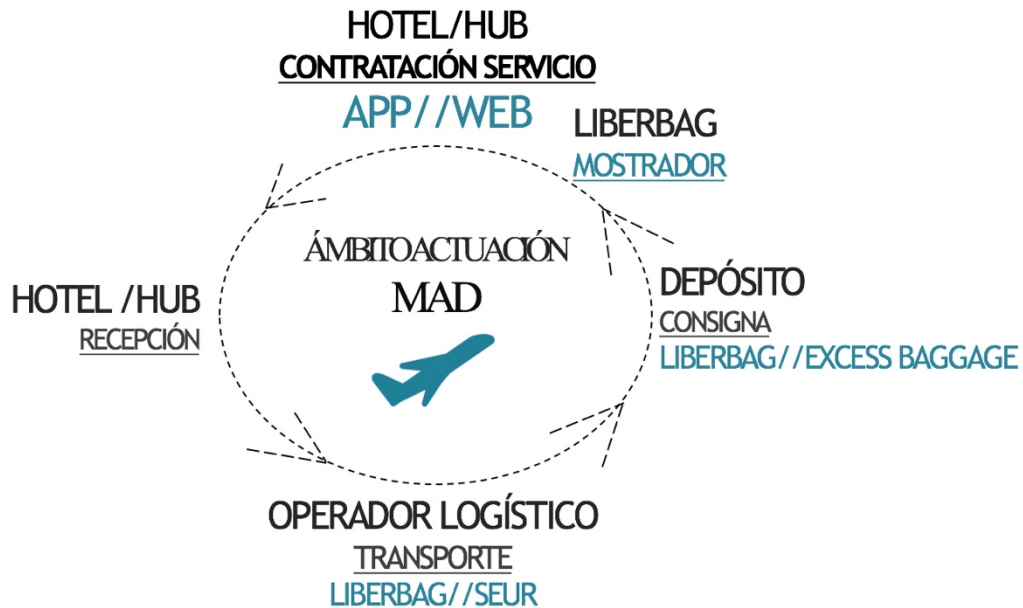 HOTEL/HUB
CONTRATACIÓN SERVICIO
APP//WEB
LIBERBAG
MOSTRADOR
ÁMBITO ACTUACIÓN
MAD
HOTEL /HUB
RECEPCIÓN
DEPÓSITO
CONSIGNA
LIBERBAG//EXCESS BAGGAGE
OPERADOR LOGÍSTICO
TRANSPORTE
LIBERBAG//SEUR